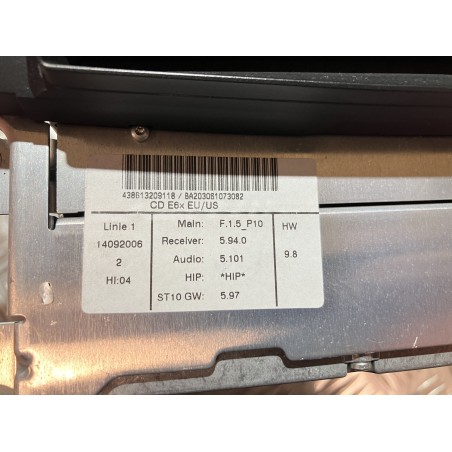 438613209118 / BA203061073082
CD E6x EU/US
Linie 1
14092006
2
HI:04
Main: F.1.5_P10
Receiver: 5.94.0
Audio: 5.101
HIP: *HIP*
ST10 GW: 5.97
HW
9.8